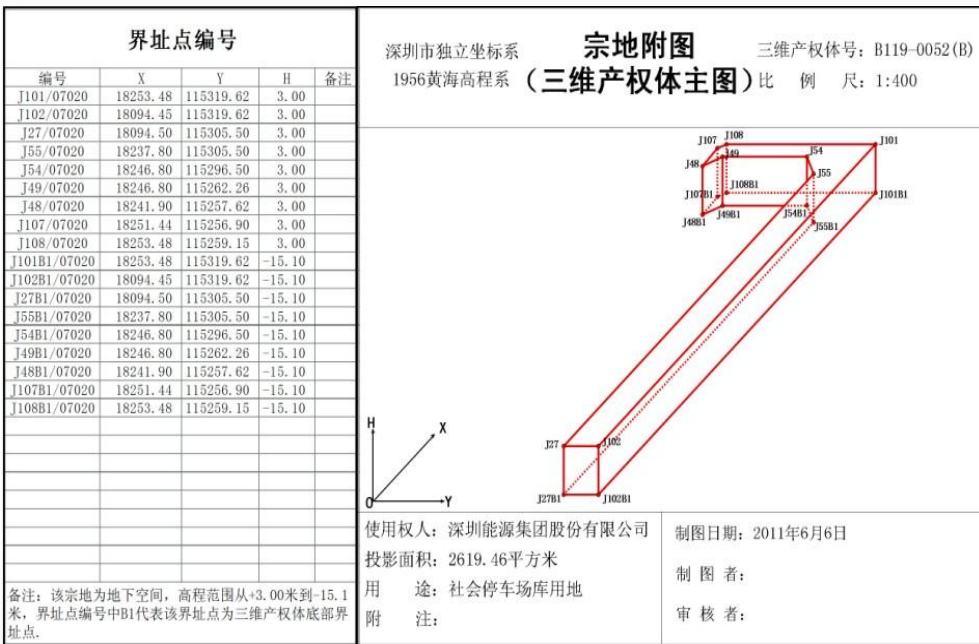 界址点编号
编号 X Y H 备注
J101/07020 18253.48 115319.62 3.00
J102/07020 18094.45 115319.62 3.00
J27/07020 18094.50 115305.50 3.00
J55/07020 18237.80 115305.50 3.00
J54/07020 18246.80 115296.50 3.00
J49/07020 18246.80 115262.26 3.00
J48/07020 18241.90 115257.62 3.00
J107/07020 18251.44 115256.90 3.00
J108/07020 18253.48 115259.15 3.00
J101B1/07020 18253.48 115319.62 -15.10
J102B1/07020 18094.45 115319.62 -15.10
J27B1/07020 18094.50 115305.50 -15.10
J55B1/07020 18237.80 115305.50 -15.10
J54B1/07020 18246.80 115296.50 -15.10
J49B1/07020 18246.80 115262.26 -15.10
J48B1/07020 18241.90 115257.62 -15.10
J107B1/07020 18251.44 115256.90 -15.10
J108B1/07020 18253.48 115259.15 -15.10
备注：该宗地为地下空间，高程范围从+3.00米到-15.1
米，界址点编号中B1代表该界址点为三维产权体底部界
址点.
深圳市独立坐标系
1956黄海高程系
宗地附图
(三维产权体主图)
三维产权体号: B119-0052(B)
比 例 尺: 1:400
J107
J108
J101
J48
J49
J54
J55
J107B1
J108B1
J101B1
J48B1
J49B1
J54B1
J55B1
J27
J102
J27B1
J102B1
H
X
O
Y
使用权人: 深圳能源集团股份有限公司
投影面积: 2619.46平方米
用 途: 社会停车场库用地
附 注:
制图日期: 2011年6月6日
制 图 者:
审 核 者: